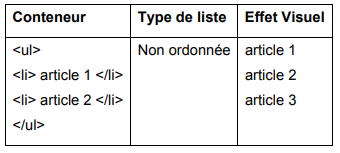 Conteneur Type de liste Effet Visuel
<ul> Non ordonnée article 1
<li> article 1 </li> article 2
<li> article 2 </li> article 3
</ul>